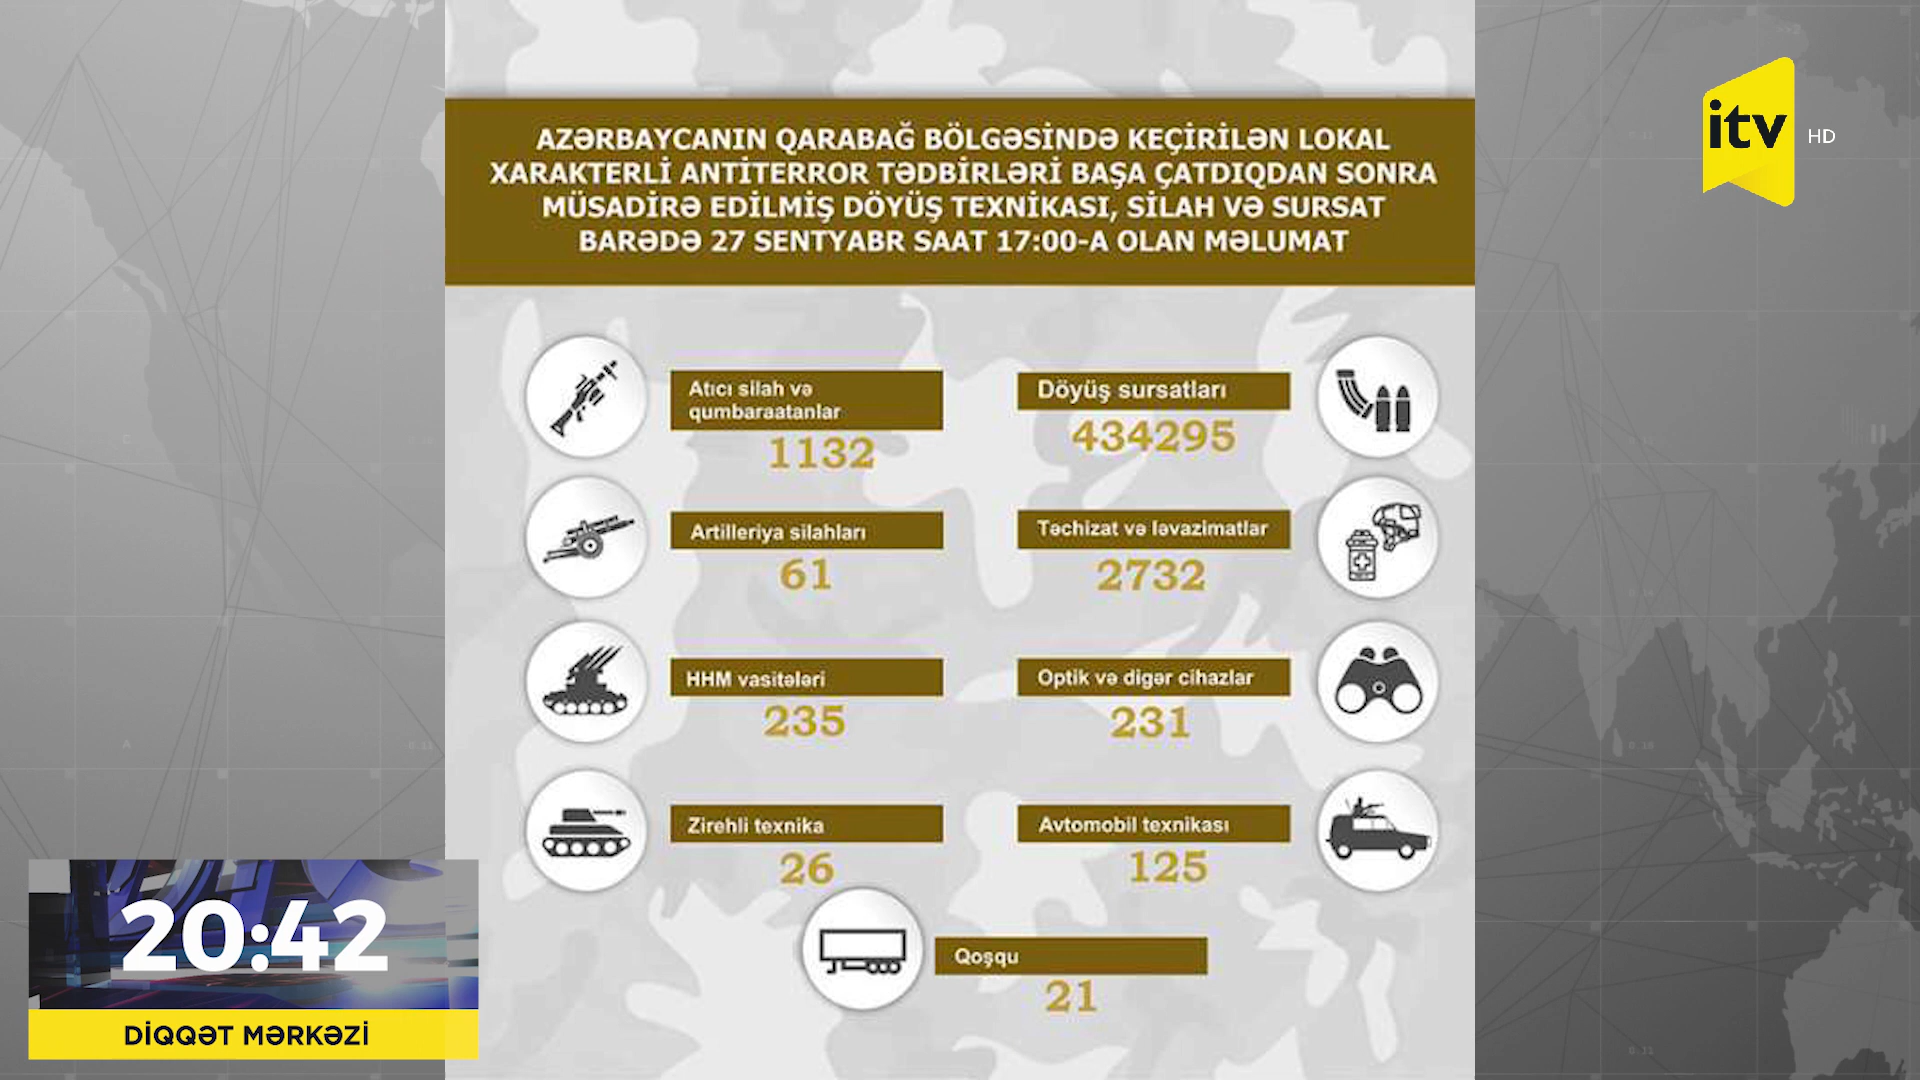 AZƏRBAYCANIN QARABAĞ BÖLGƏSİNDƏ KEÇİRİLƏN LOKAL
XARAKTERLİ ANTİTERROR TƏDBİRLƏRİ BAŞA ÇATDIQDAN SONRA
MÜSADİRƏ EDİLMİŞ DÖYÜŞ TEXNİKASI, SİLAH VƏ SURSAT
BARƏDƏ 27 SENTYABR SAAT 17:00-A OLAN MƏLUMAT
itv HD
Atıcı silah və
qumbaraatanlar
1132
Döyüş sursatları
434295
Artilleriya silahları
61
Təchizat və ləvazimatlar
2732
HHM vasitələri
235
Optik və digər cihazlar
231
Zirehli texnika
26
Avtomobil texnikası
125
Qoşqu
21
20:42
DİQQƏT MƏRKƏZİ